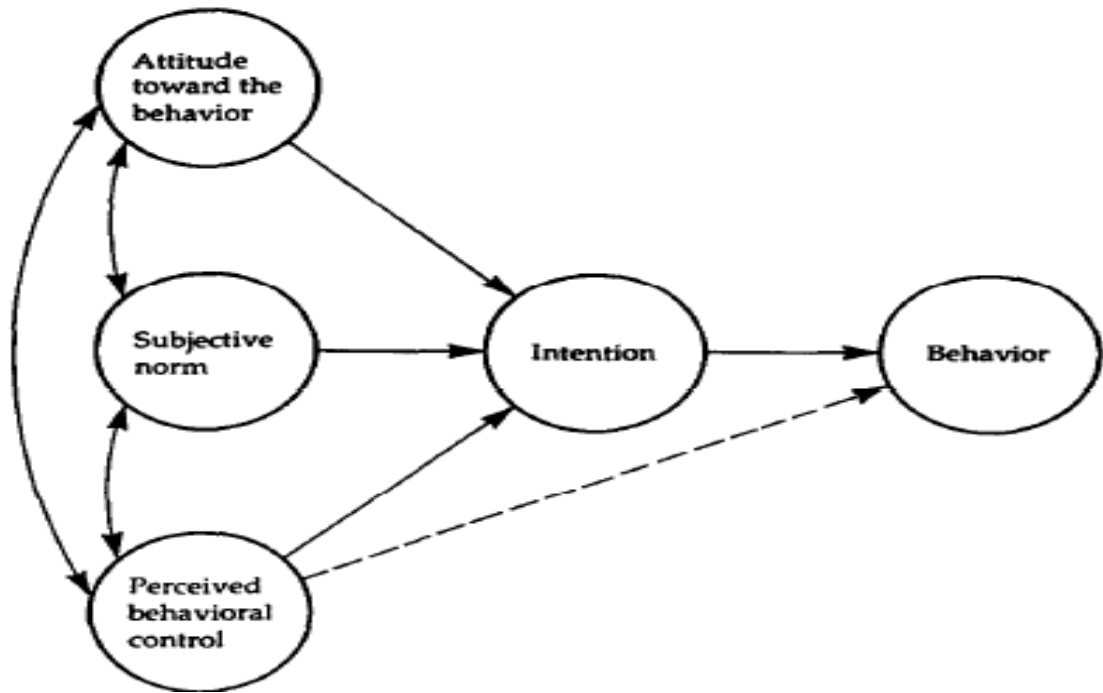 Attitude
toward the
behavior
Subjective
norm
Intention
Behavior
Perceived
behavioral
control